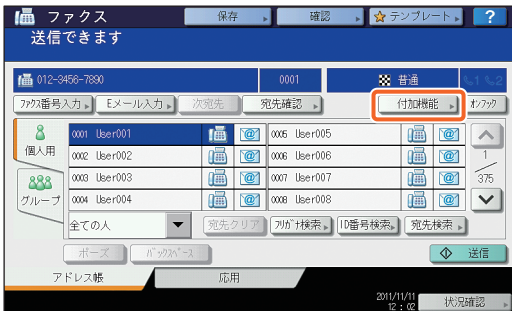 ファクス 保存 確認 テンプレート ?
送信できます
012-3456-7890 0001 普通 L1 L2
ファクス番号入力 Eメール入力 次宛先 宛先確認 付加機能 オンフック
個人用
グループ
0001 User001
0002 User002
0003 User003
0004 User004
0005 User005
0006 User006
0007 User007
0008 User008
1
375
全ての人 宛先クリア フリガナ検索 ID番号検索 宛先検索
ポーズ バックスペース 送信
アドレス帳 応用
2011/11/11
12:02
状況確認